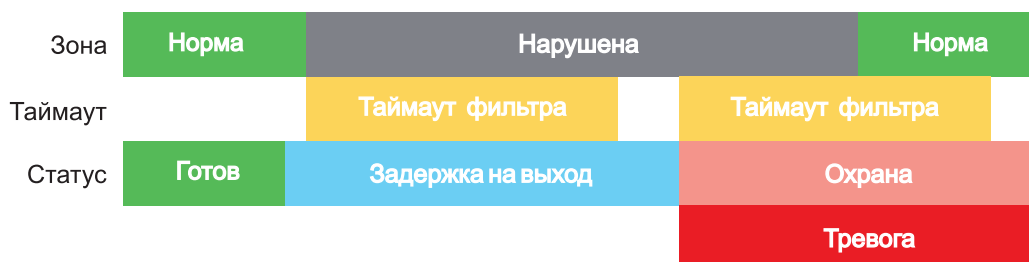 Зона Норма Нарушена Норма
Таймаут Таймаут фильтра Таймаут фильтра
Статус Готов Задержка на выход Охрана
Тревога